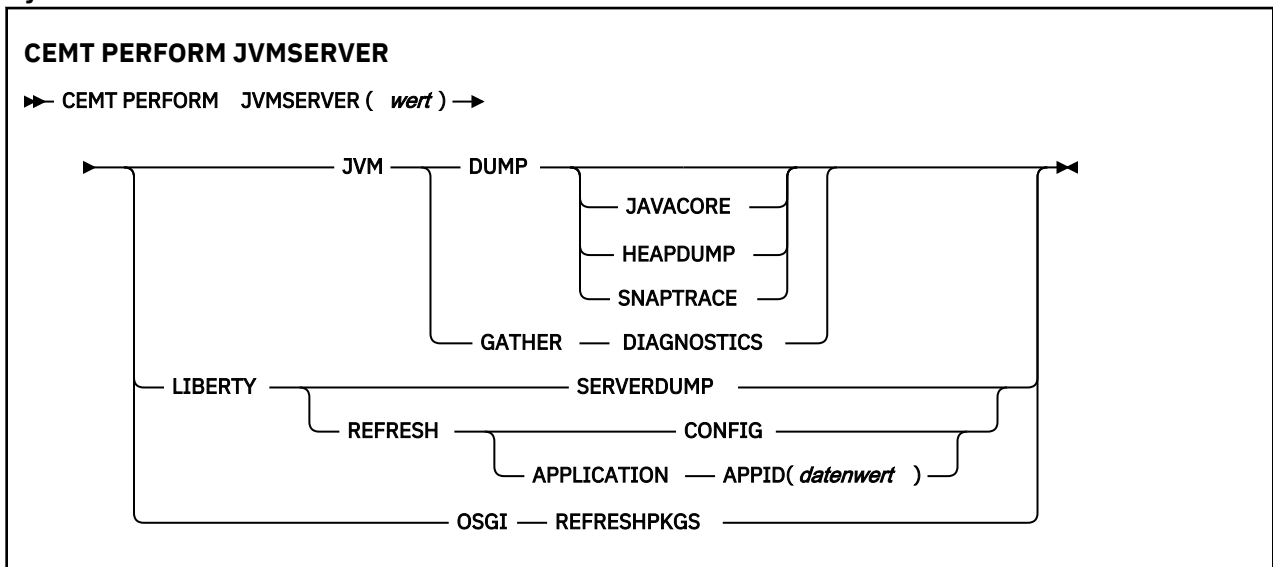 CEMT PERFORM JVMSERVER
CEMT PERFORM JVMSERVER ( wert )
JVM DUMP
JAVACORE
HEAPDUMP
SNAPTRACE
GATHER DIAGNOSTICS
LIBERTY SERVERDUMP
REFRESH CONFIG
APPLICATION APPID( datenwert )
OSGI REFRESHPKGS